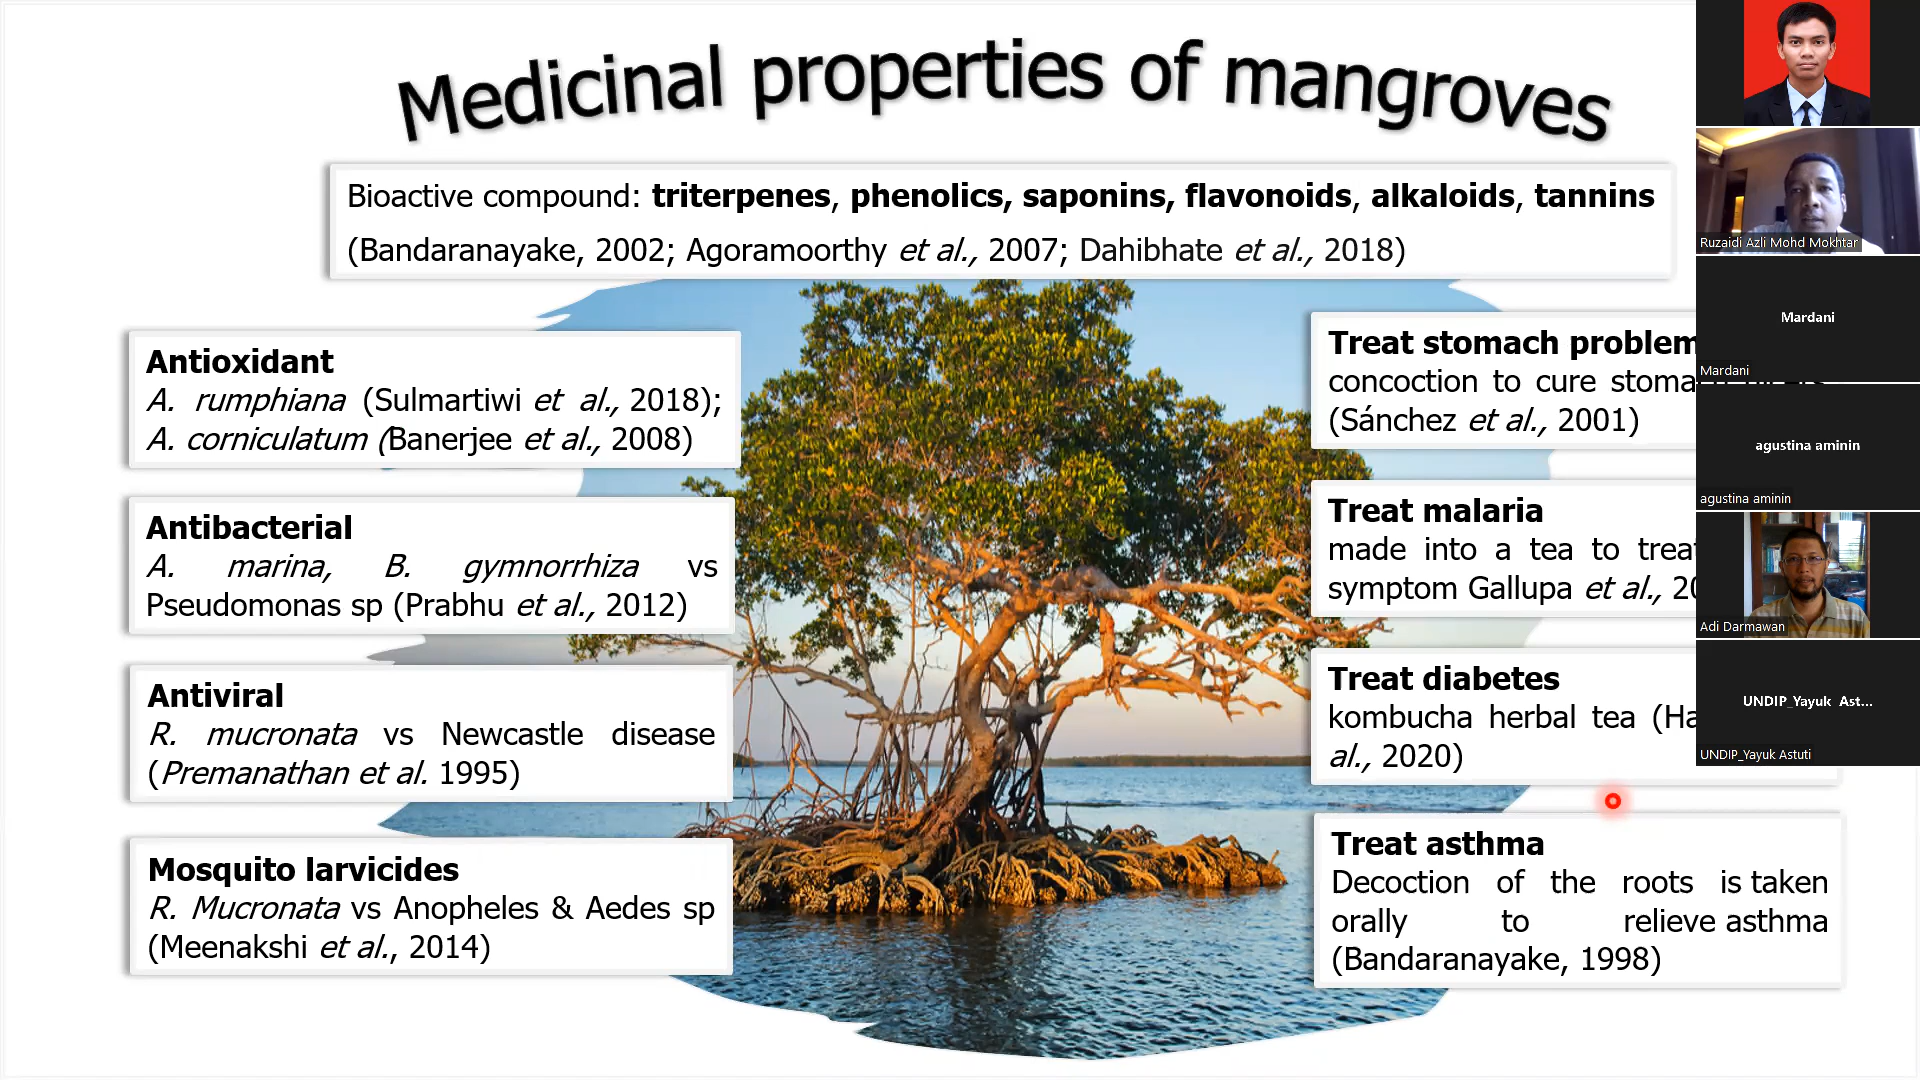 Medicinal properties of mangroves
Bioactive compound: triterpenes, phenolics, saponins, flavonoids, alkaloids, tannins
(Bandaranayake, 2002; Agoramoorthy et al., 2007; Dahibhate et al., 2018)
Antioxidant
A. rumphiana (Sulmartiwi et al., 2018);
A. corniculatum (Banerjee et al., 2008)
Antibacterial
A. marina, B. gymnorrhiza vs
Pseudomonas sp (Prabhu et al., 2012)
Antiviral
R. mucronata vs Newcastle disease
(Premanathan et al. 1995)
Mosquito larvicides
R. Mucronata vs Anopheles & Aedes sp
(Meenakshi et al., 2014)
Treat stomach problem
concoction to cure
(Sánchez et al., 2001)
Treat malaria
made into a tea to treat
symptom Gallupa et al.,
Treat diabetes
kombucha herbal tea
al., 2020)
Treat asthma
Decoction of the roots is taken
orally to relieve asthma
(Bandaranayake, 1998)
Ruzaidi Azli Mohd Mokhtar
Mardani
Mardani
agustina aminin
agustina aminin
Adi Darmawan
UNDIP_Yayuk Ast...
UNDIP_Yayuk Astuti